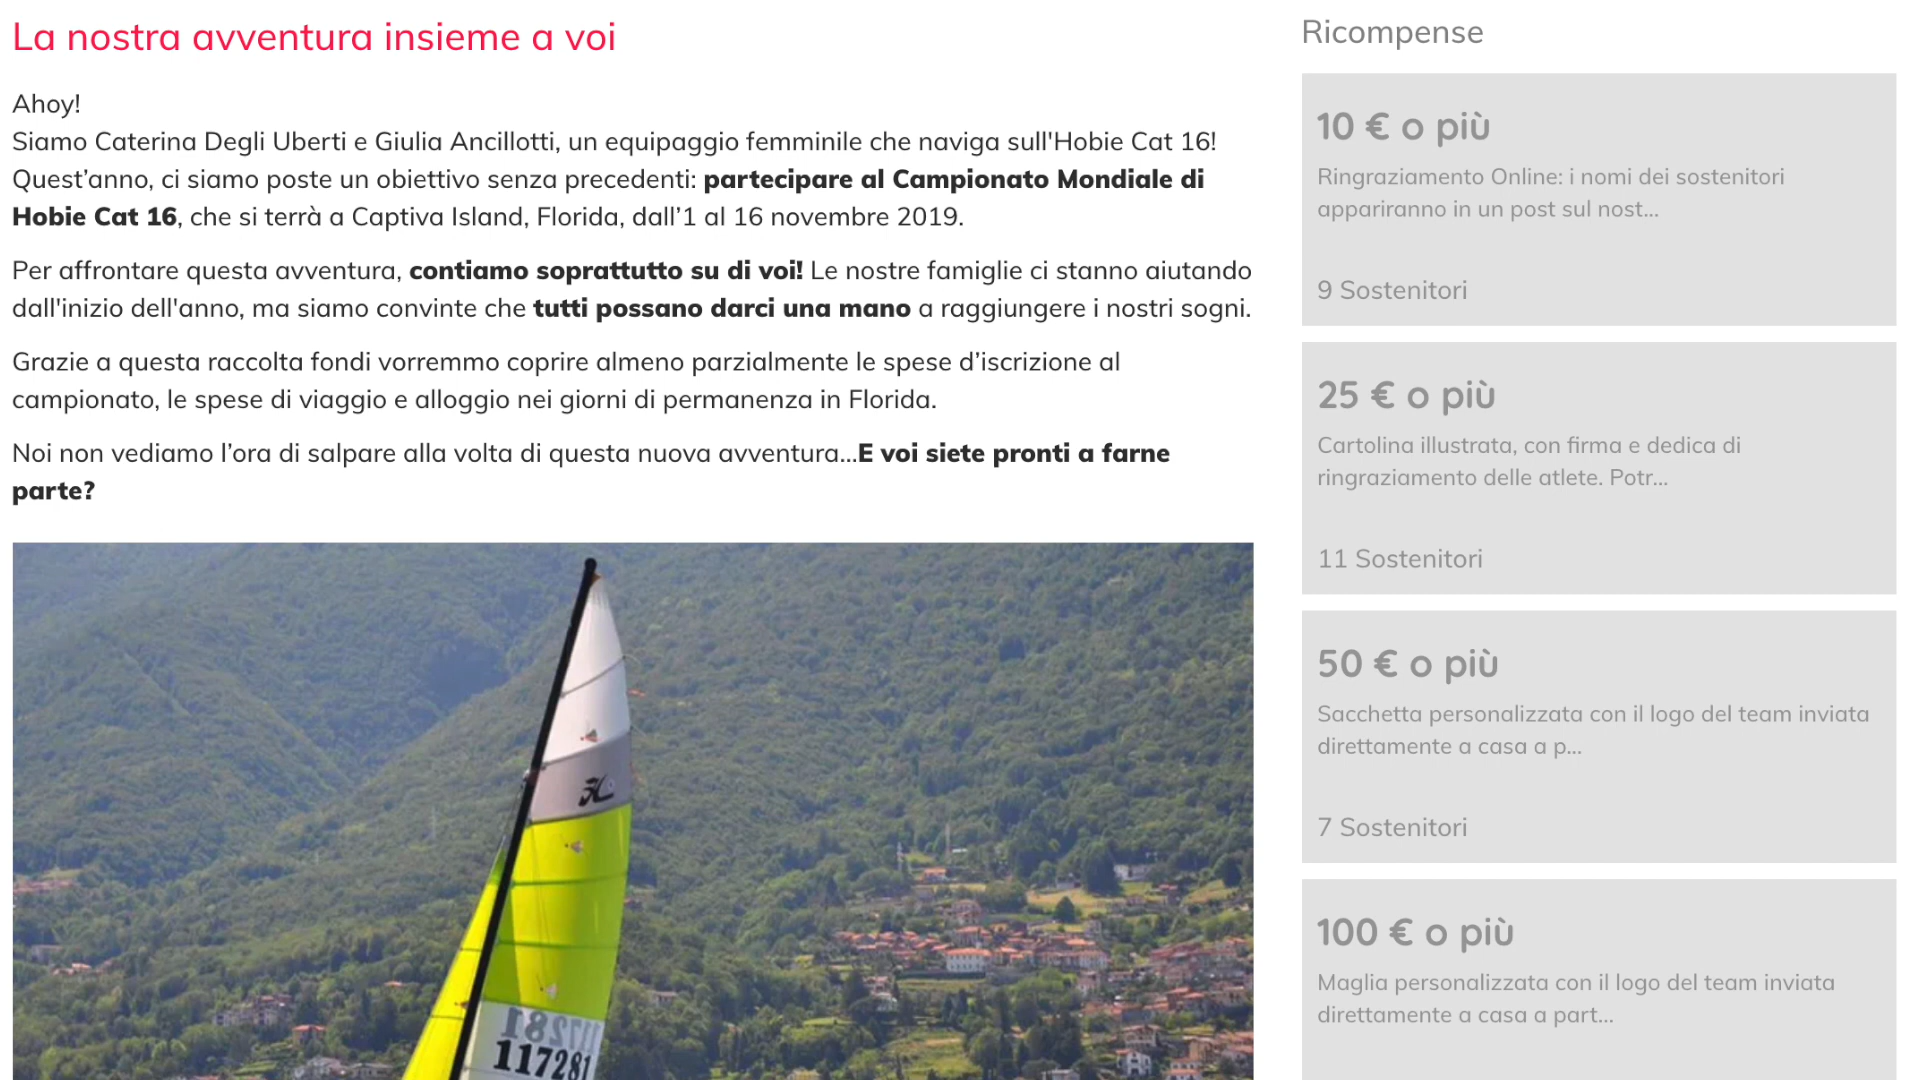 La nostra avventura insieme a voi
Ahoy!
Siamo Caterina Degli Uberti e Giulia Ancillotti, un equipaggio femminile che naviga sull'Hobie Cat 16!
Quest’anno, ci siamo poste un obiettivo senza precedenti: partecipare al Campionato Mondiale di
Hobie Cat 16, che si terrà a Captiva Island, Florida, dall’1 al 16 novembre 2019.
Per affrontare questa avventura, contiamo soprattutto su di voi! Le nostre famiglie ci stanno aiutando
dall'inizio dell'anno, ma siamo convinte che tutti possano darci una mano a raggiungere i nostri sogni.
Grazie a questa raccolta fondi vorremmo coprire almeno parzialmente le spese d’iscrizione al
campionato, le spese di viaggio e alloggio nei giorni di permanenza in Florida.
Noi non vediamo l’ora di salpare alla volta di questa nuova avventura...E voi siete pronti a farne
parte?
117281
Ricompense
10 € o più
Ringraziamento Online: i nomi dei sostenitori
appariranno in un post sul nost...
9 Sostenitori
25 € o più
Cartolina illustrata, con firma e dedica di
ringraziamento delle atlete. Potr...
11 Sostenitori
50 € o più
Sacchetta personalizzata con il logo del team inviata
direttamente a casa a p...
7 Sostenitori
100 € o più
Maglia personalizzata con il logo del team inviata
direttamente a casa a part...